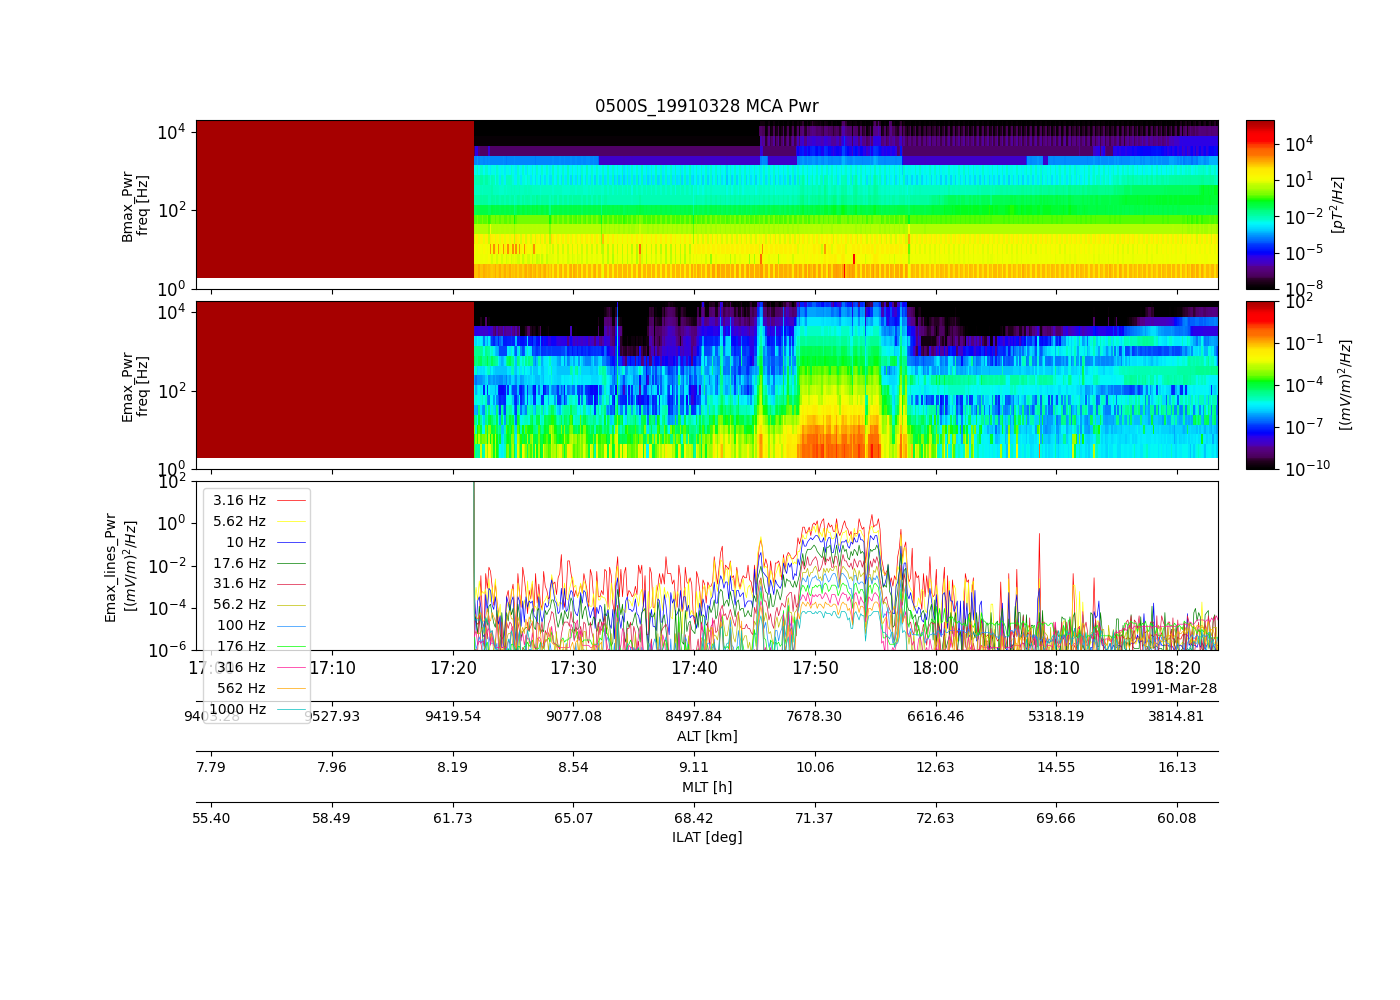 0500S_19910328 MCA Pwr
Bmax_Pwr
freq [Hz]
10^4
10^2
10^0
10^4
10^1
10^-2
10^-5
10^-8
[pT^2/Hz]
Emax_Pwr
freq [Hz]
10^4
10^2
10^0
10^2
10^-1
10^-4
10^-7
10^-10
[(mV/m)^2/Hz]
Emax_lines_Pwr
[(mV/m)^2/Hz]
10^2
10^0
10^-2
10^-4
10^-6
3.16 Hz
5.62 Hz
10 Hz
17.6 Hz
31.6 Hz
56.2 Hz
100 Hz
176 Hz
316 Hz
562 Hz
1000 Hz
17:00 17:10 17:20 17:30 17:40 17:50 18:00 18:10 18:20
1991-Mar-28
9403.28 9527.93 9419.54 9077.08 8497.84 7678.30 6616.46 5318.19 3814.81
ALT [km]
7.79 7.96 8.19 8.54 9.11 10.06 12.63 14.55 16.13
MLT [h]
55.40 58.49 61.73 65.07 68.42 71.37 72.63 69.66 60.08
ILAT [deg]